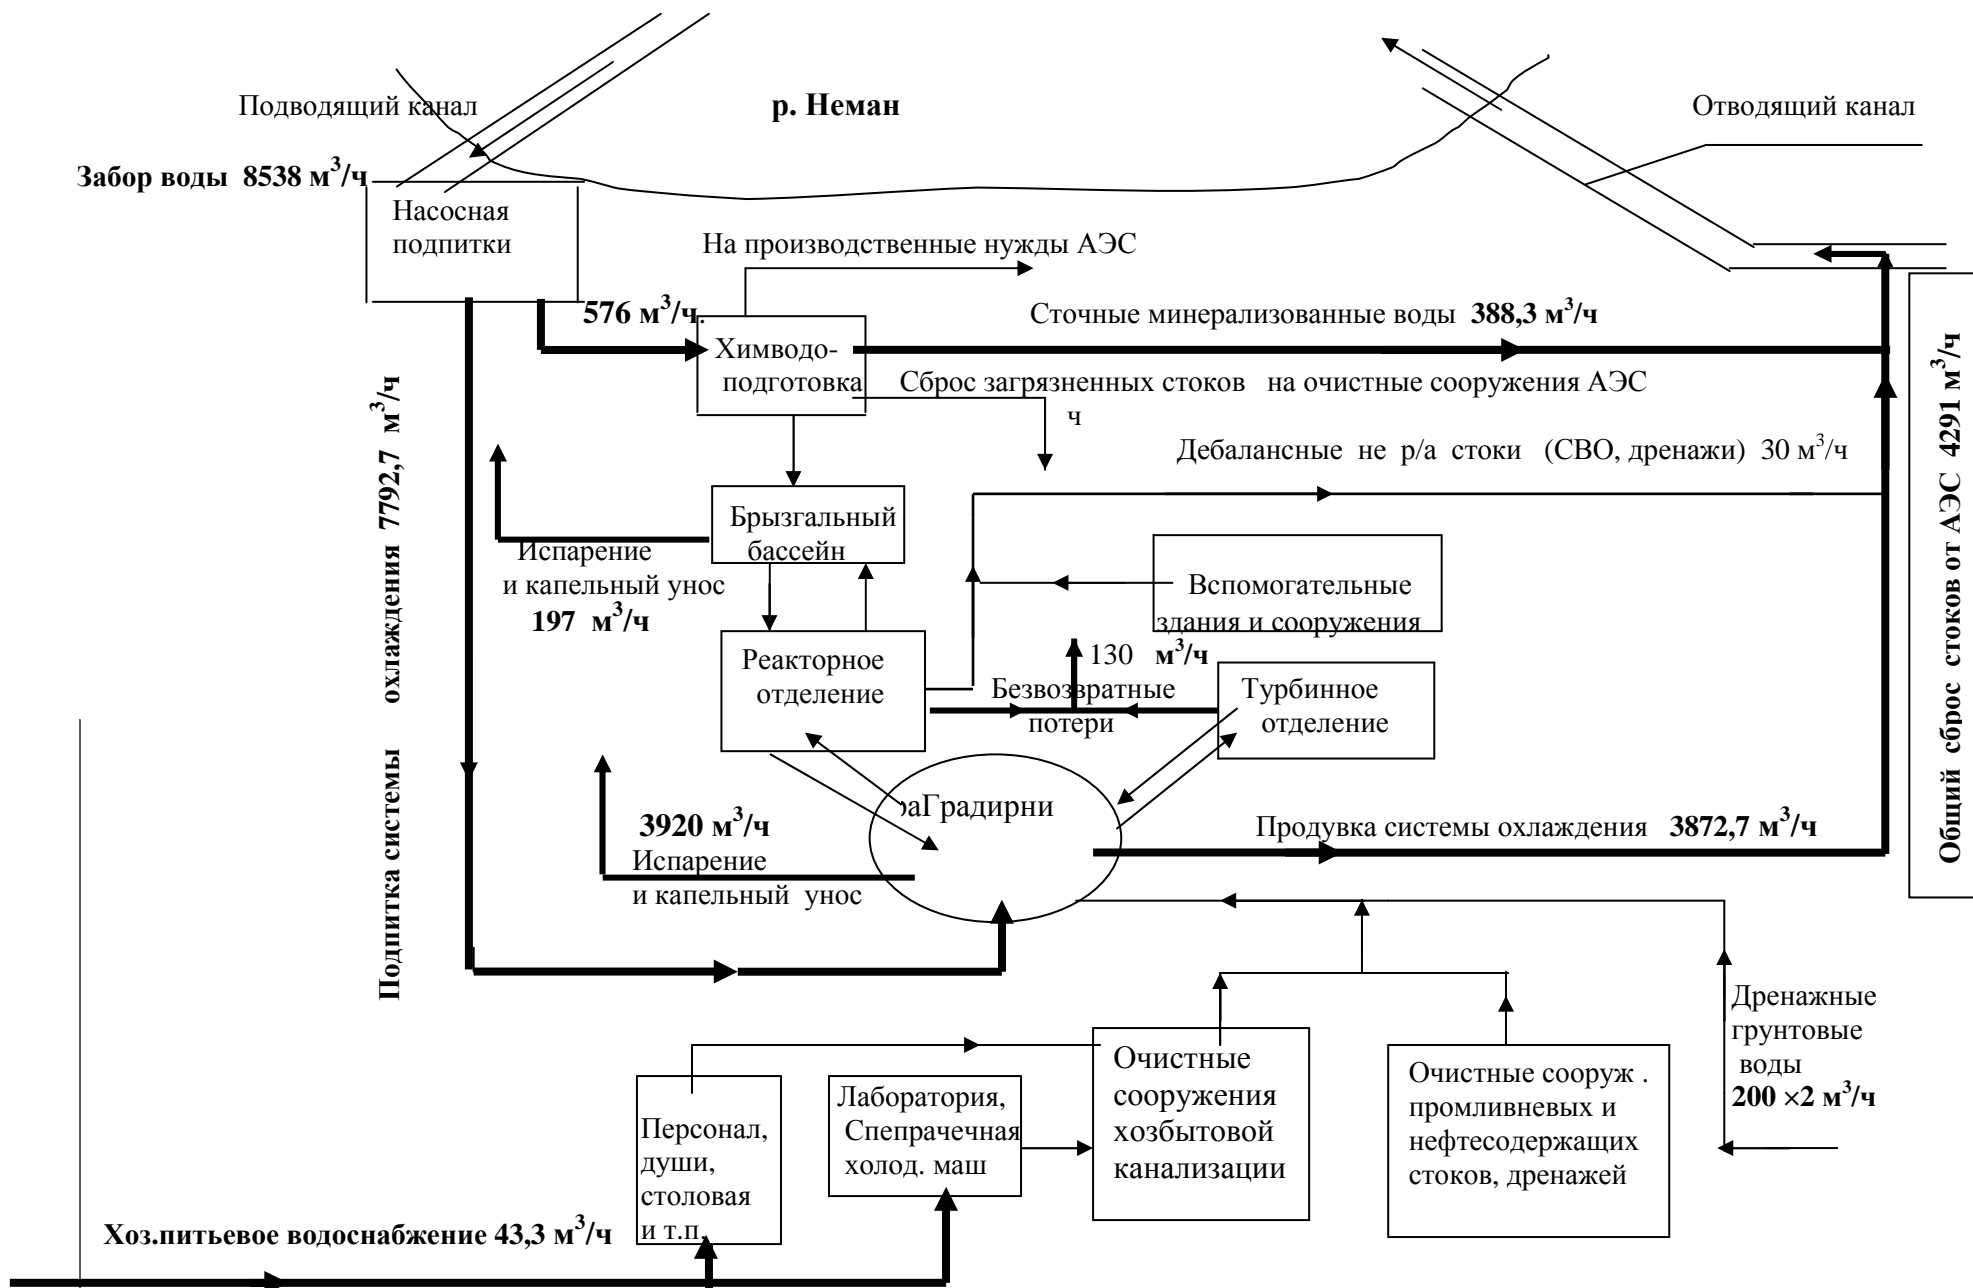 р. Неман
Подводящий канал
Отводящий канал
Забор воды 8538 м³/ч
Насосная
подпитки
На производственные нужды АЭС
576 м³/ч.
Сточные минерализованные воды 388,3 м³/ч
Химводо-
подготовка
Сброс загрязненных стоков на очистные сооружения АЭС
ч
Дебалансные не р/а стоки (СВО, дренажи) 30 м³/ч
Подпитка системы охлаждения 7792,7 м³/ч
Общий сброс стоков от АЭС 4291 м³/ч
Брызгальный
бассейн
Испарение
и капельный унос
197 м³/ч
Вспомогательные
здания и сооружения
Реакторное
отделение
130 м³/ч
Безвозвратные
потери
Турбинное
отделение
Градирни
3920 м³/ч
Испарение
и капельный унос
Продувка системы охлаждения 3872,7 м³/ч
Дренажные
грунтовые
воды
200 ×2 м³/ч
Персонал,
души,
столовая
и т.п.
Лаборатория,
Спепрачечная
холод. маш
Очистные
сооружения
хозбытовой
канализации
Очистные сооруж .
промливневых и
нефтесодержащих
стоков, дренажей
Хоз.питьевое водоснабжение 43,3 м³/ч